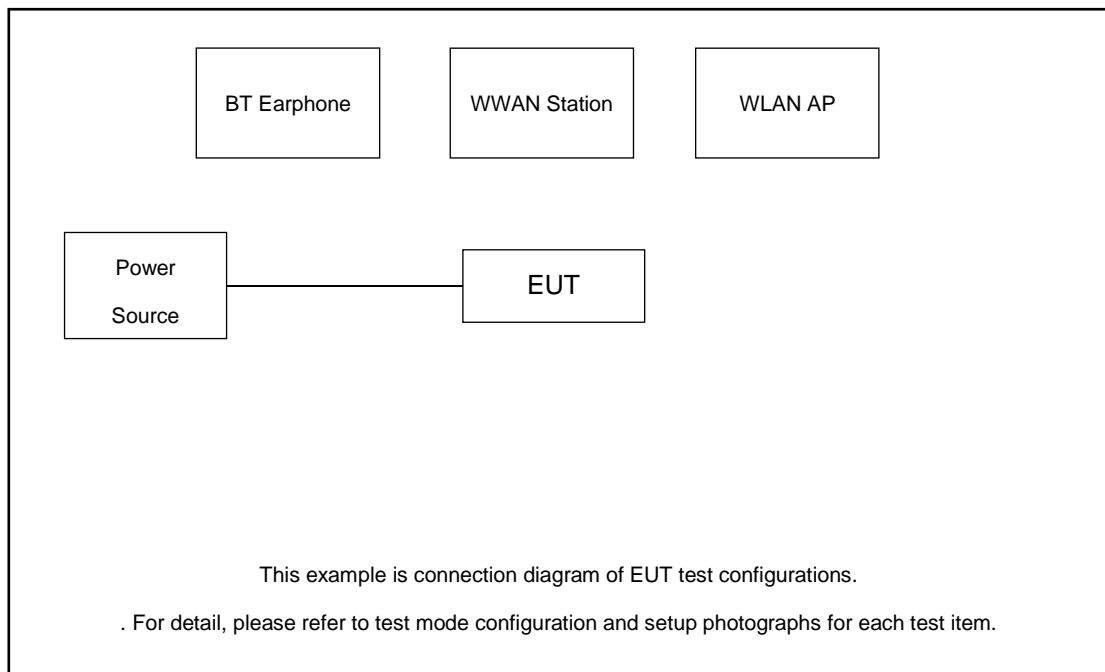 BT Earphone
WWAN Station
WLAN AP
Power
Source
EUT
This example is connection diagram of EUT test configurations.
. For detail, please refer to test mode configuration and setup photographs for each test item.